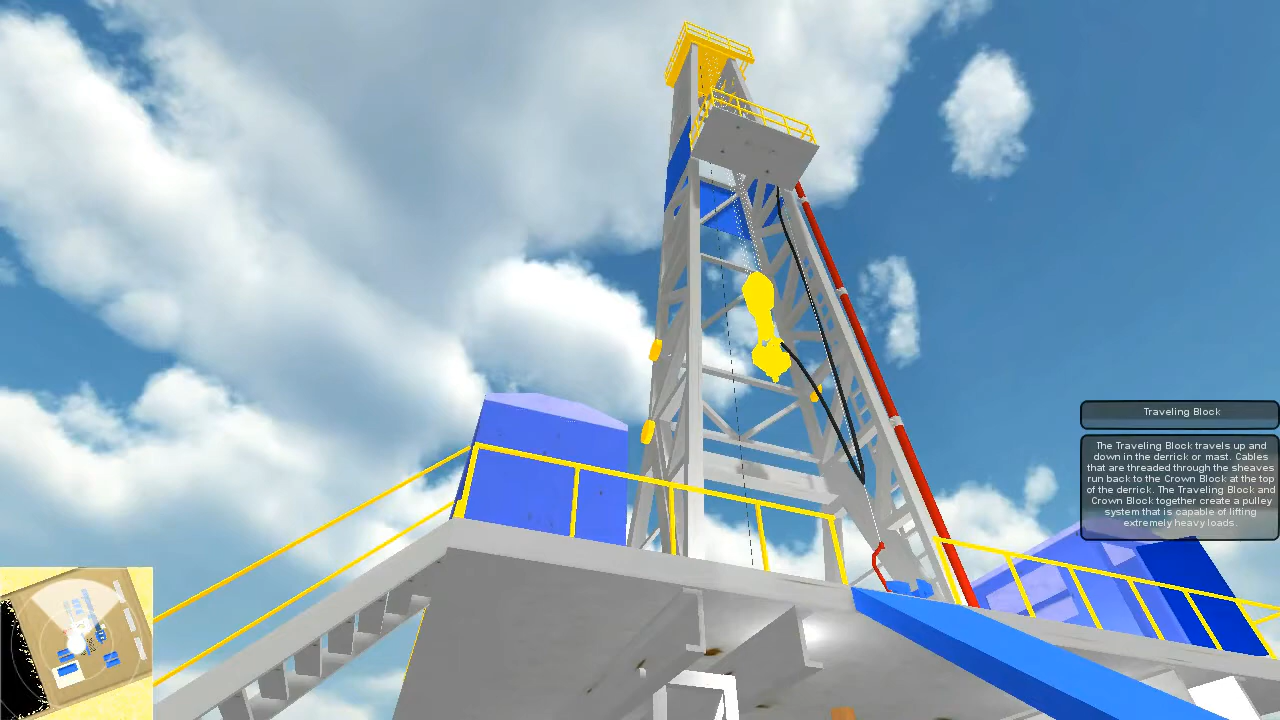 Traveling Block
The Traveling Block travels up and
down in the derrick or mast. Cables
that are threaded through the sheaves
run back to the Crown Block at the top
of the derrick. The Traveling Block and
Crown Block together create a pulley
system that is capable of lifting
extremely heavy loads.